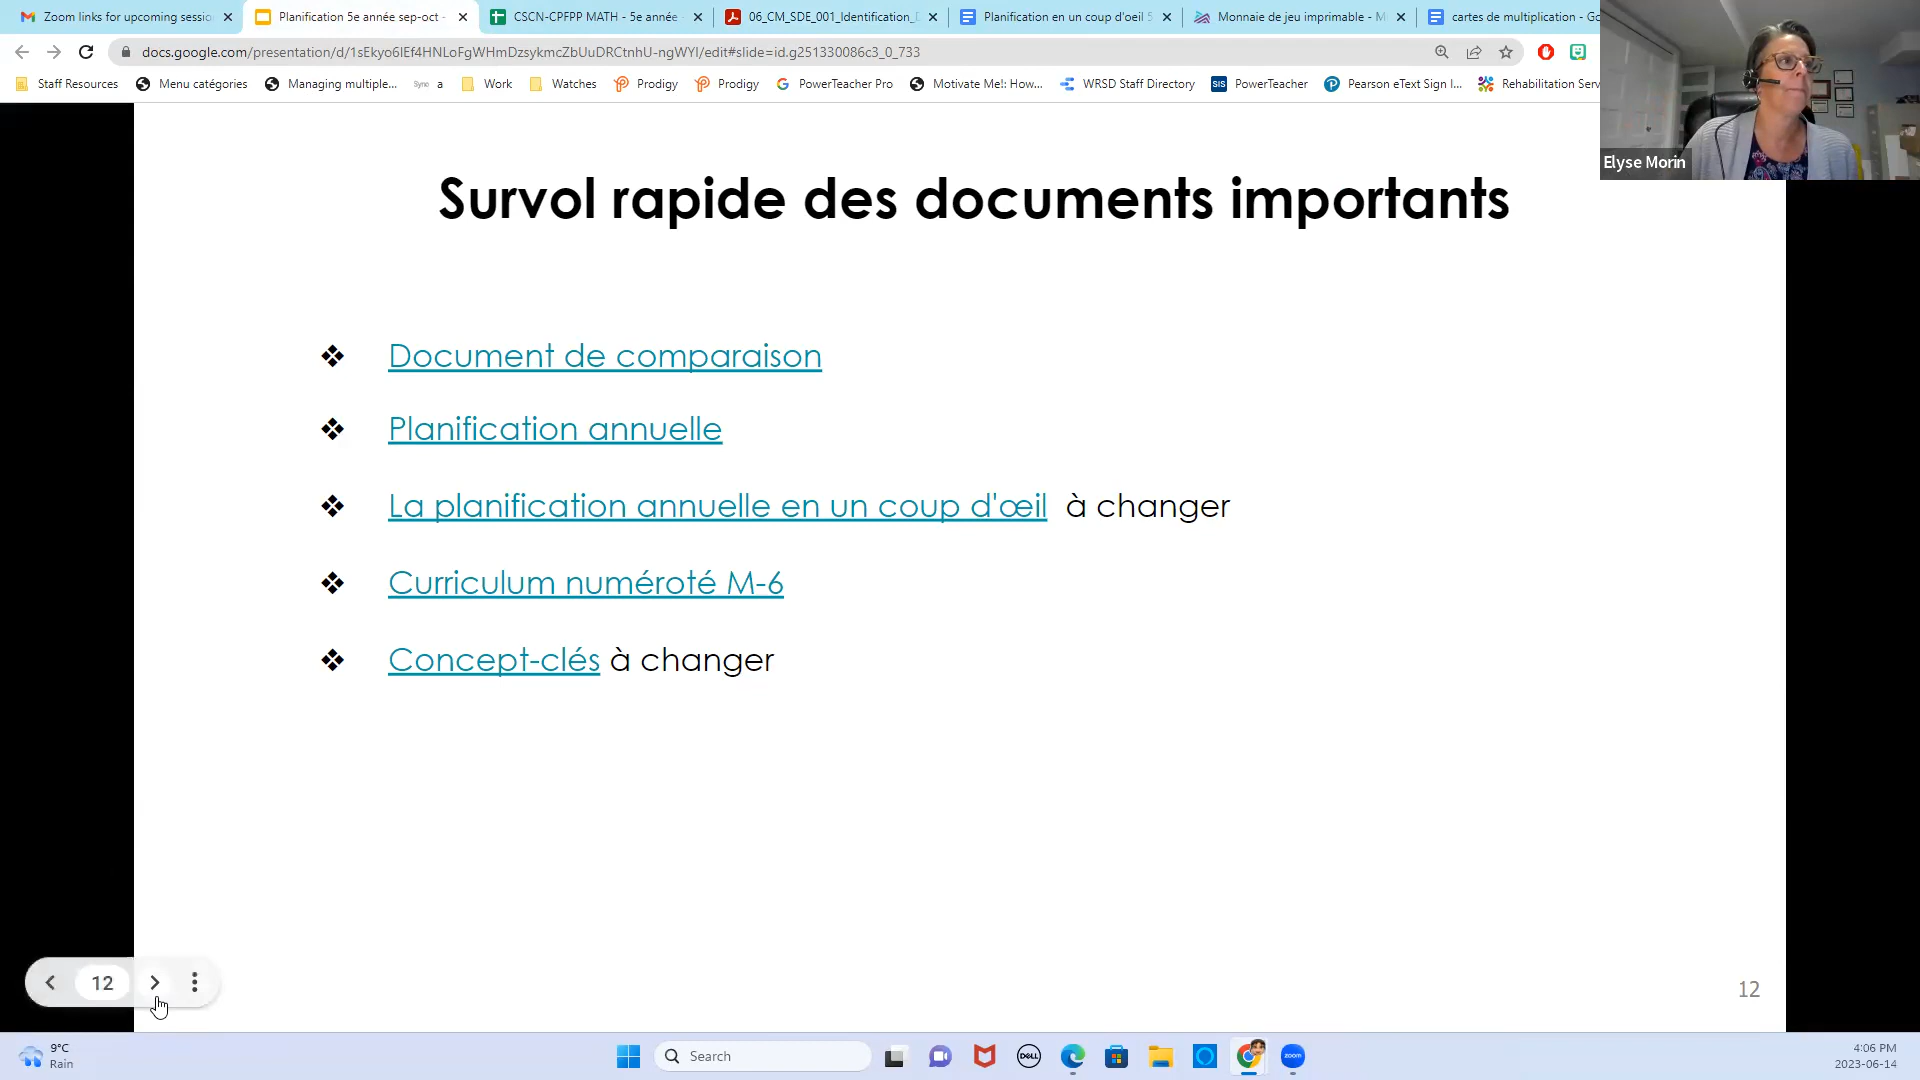 Zoom links for upcoming sessio
Planification 5e année sep-oct -
CSCN-CPFPP MATH - 5e année
06_CM_SDE_001_Identification_D
Planification en un coup d'oeil 5
Monnaie de jeu imprimable - M
cartes de multiplication - Go
docs.google.com/presentation/d/1sEkyo6lEf4HNLoFgWHmDzsykmcZbUuDRCtnhU-ngWYI/edit#slide=id.g251330086c3_0_733
Staff Resources
Menu catégories
Managing multiple...
Sync
a
Work
Watches
Prodigy
Prodigy
PowerTeacher Pro
Motivate Me!: How...
WRSD Staff Directory
SIS
PowerTeacher
Pearson eText Sign I...
Rehabilitation Serv
Elyse Morin
Survol rapide des documents importants
❖ Document de comparaison
❖ Planification annuelle
❖ La planification annuelle en un coup d'œil à changer
❖ Curriculum numéroté M-6
❖ Concept-clés à changer
12
12
9°C
Rain
Search
DELL
zoom
4:06 PM
2023-06-14